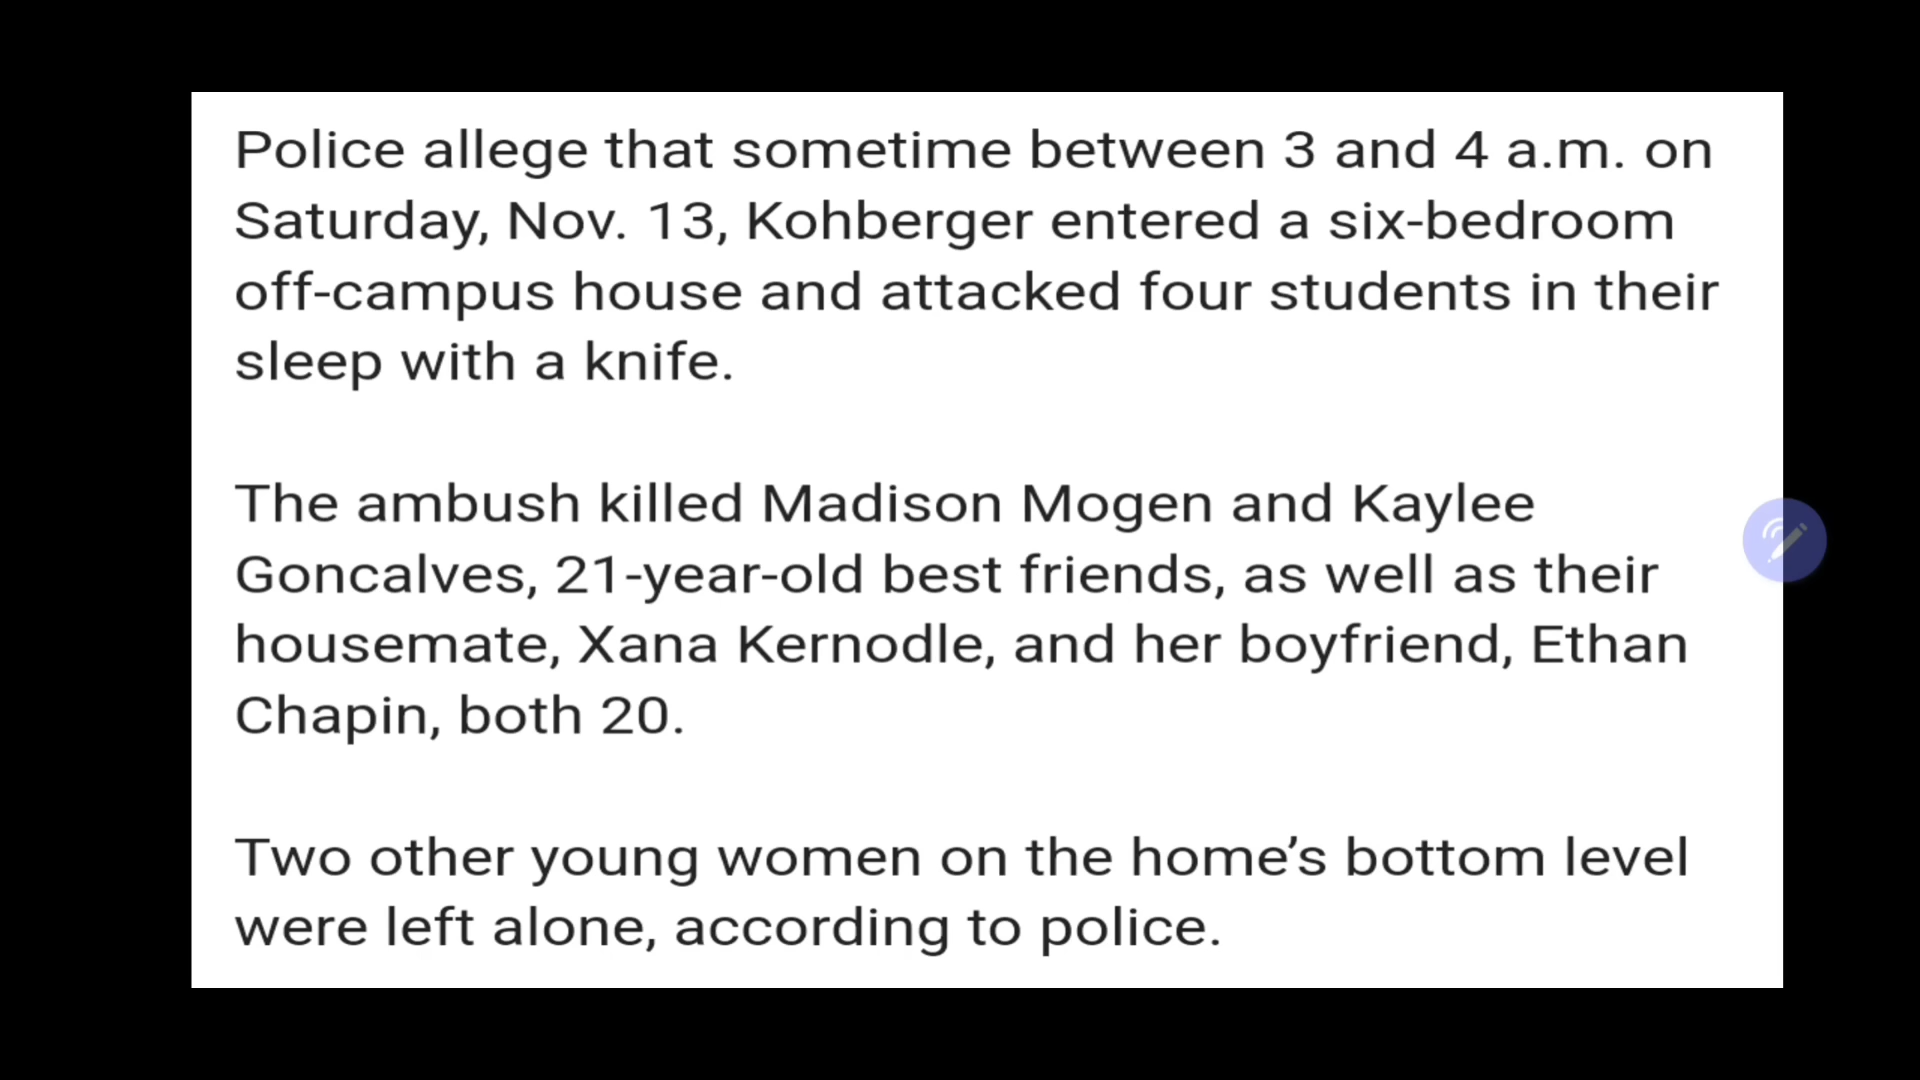 Police allege that sometime between 3 and 4 a.m. on
Saturday, Nov. 13, Kohberger entered a six-bedroom
off-campus house and attacked four students in their
sleep with a knife.
The ambush killed Madison Mogen and Kaylee
Goncalves, 21-year-old best friends, as well as their
housemate, Xana Kernodle, and her boyfriend, Ethan
Chapin, both 20.
Two other young women on the home’s bottom level
were left alone, according to police.